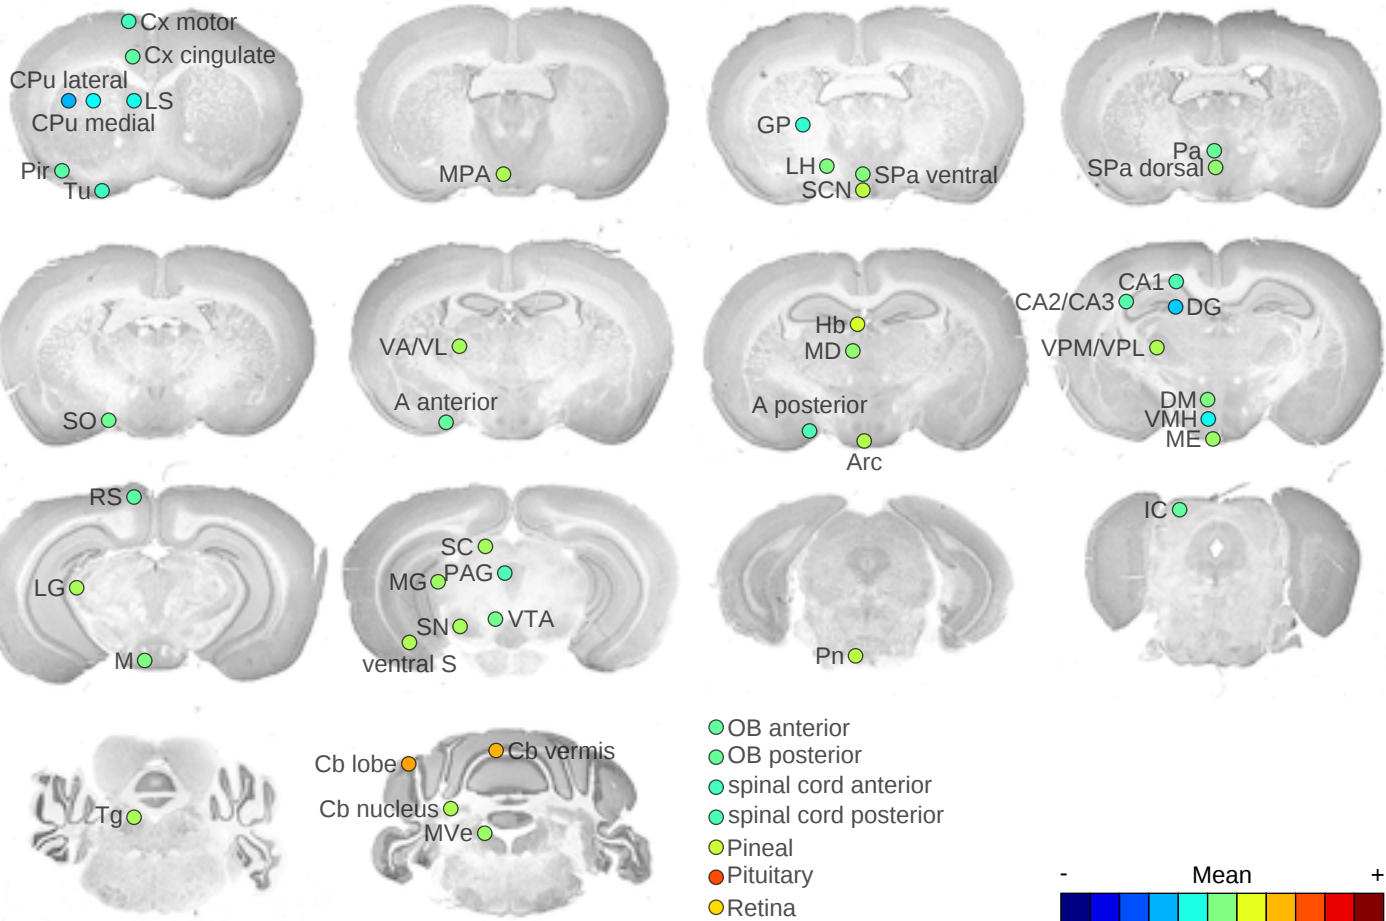 Cx motor
Cx cingulate
CPu lateral
LS
CPu medial
Pir
Tu
MPA
GP
LH
SPa ventral
SCN
Pa
SPa dorsal
SO
VA/VL
A anterior
Hb
MD
A posterior
Arc
CA1
CA2/CA3
DG
VPM/VPL
DM
VMH
ME
RS
LG
M
SC
MG
PAG
SN
VTA
ventral S
Pn
IC
Tg
Cb lobe
Cb vermis
Cb nucleus
MVe
OB anterior
OB posterior
spinal cord anterior
spinal cord posterior
Pineal
Pituitary
Retina
- Mean +